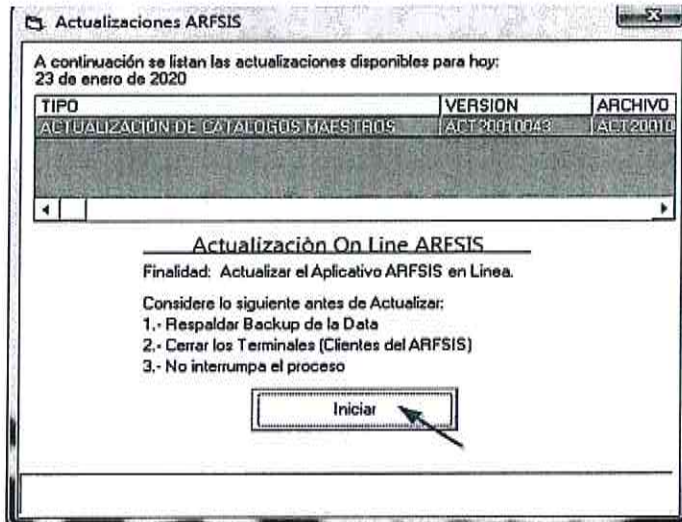 Actualizaciones ARFSIS
A continuación se listan las actualizaciones disponibles para hoy:
23 de enero de 2020
TIPO VERSION ARCHIVO
ACTUALIZACIÓN DE CATALOGOS MAESTROS ACT20010043 ACT20010
Actualización On Line ARFSIS
Finalidad: Actualizar el Aplicativo ARFSIS en Linea.
Considere lo siguiente antes de Actualizar:
1.- Respaldar Backup de la Data
2.- Cerrar los Terminales (Clientes del ARFSIS)
3.- No interrumpa el proceso
Iniciar